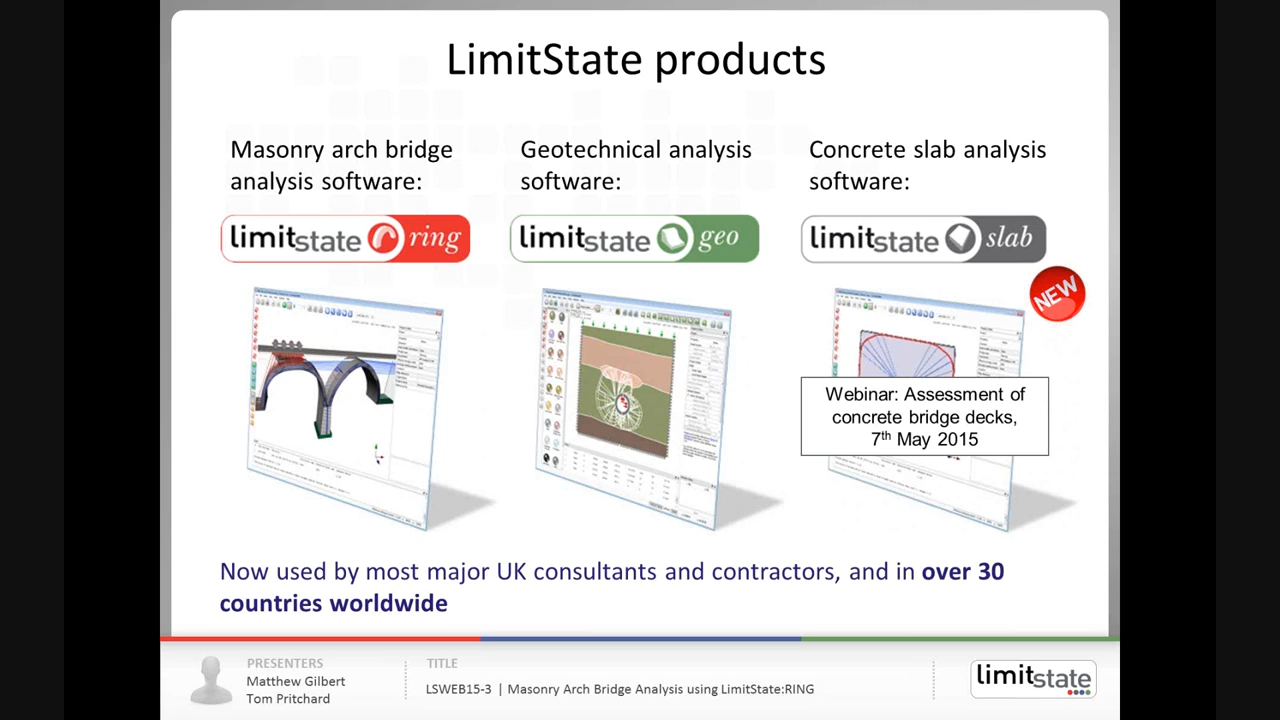 LimitState products
Masonry arch bridge
analysis software:
Geotechnical analysis
software:
Concrete slab analysis
software:
limitstate ring
limitstate geo
limitstate slab
NEW
Webinar: Assessment of
concrete bridge decks,
7th May 2015
Now used by most major UK consultants and contractors, and in over 30
countries worldwide
PRESENTERS
Matthew Gilbert
Tom Pritchard
TITLE
LSWEB15-3 | Masonry Arch Bridge Analysis using LimitState:RING
limitstate